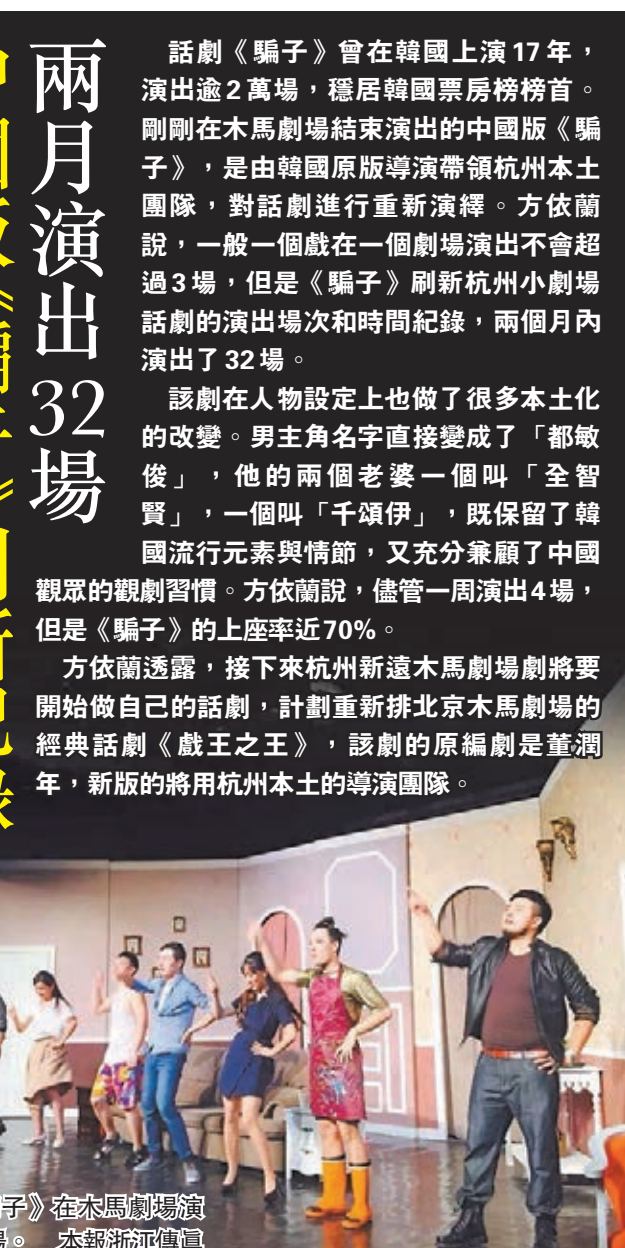 兩月演出32場
話劇《騙子》曾在韓國上演17年，
演出逾2萬場，穩居韓國票房榜榜首。
剛剛在木馬劇場結束演出的中國版《騙
子》，是由韓國原版導演帶領杭州本土
團隊，對話劇進行重新演繹。方依蘭
說，一般一個戲在一個劇場演出不會超
過3場，但是《騙子》刷新杭州小劇場
話劇的演出場次和時間紀錄，兩個月內
演出了32場。
該劇在人物設定上也做了很多本土化
的改變。男主角名字直接變成了「都敏
俊」，他的兩個老婆一個叫「全智
賢」，一個叫「千頌伊」，既保留了韓
國流行元素與情節，又充分兼顧了中國
觀眾的觀劇習慣。方依蘭說，儘管一周演出4場，
但是《騙子》的上座率近70%。
方依蘭透露，接下來杭州新遠木馬劇場劇將要
開始做自己的話劇，計劃重新排北京木馬劇場的
經典話劇《戲王之王》，該劇的原編劇是董潤
年，新版的將用杭州本土的導演團隊。
子》在木馬劇場演
場。 本報浙江傳真